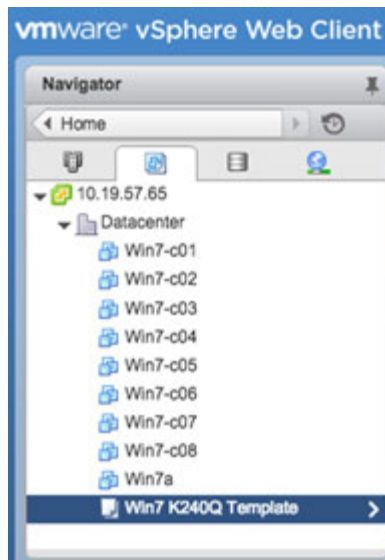 vmware® vSphere Web Client
Navigator
Home
10.19.57.65
Datacenter
Win7-c01
Win7-c02
Win7-c03
Win7-c04
Win7-c05
Win7-c06
Win7-c07
Win7-c08
Win7a
Win7 K240Q Template